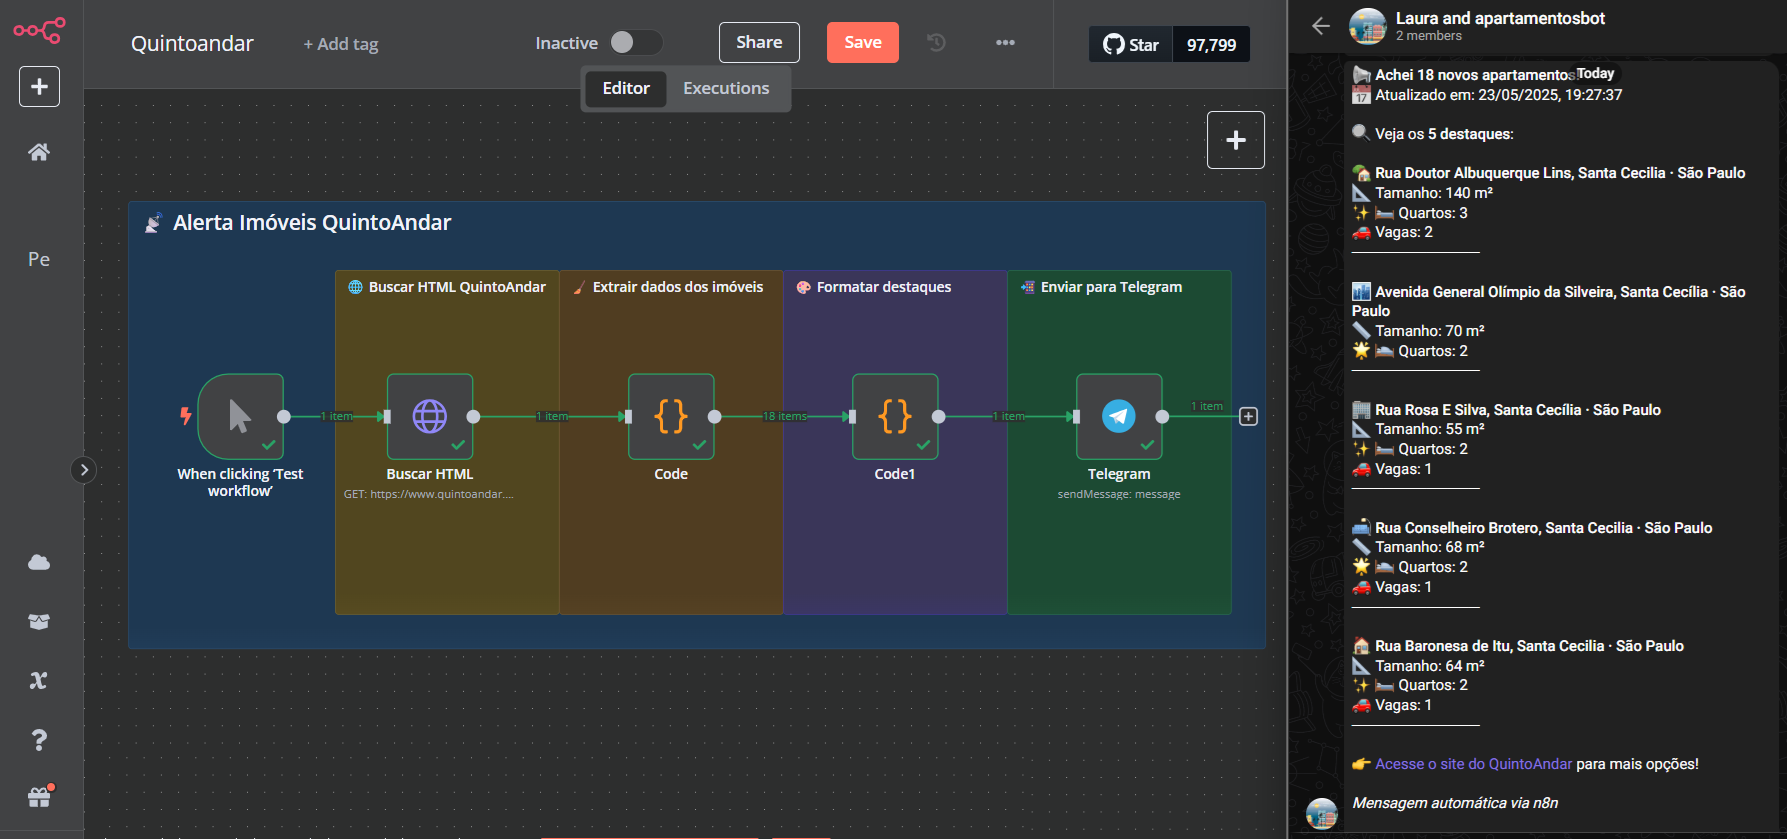 Quintoandar
+ Add tag
Inactive
Share
Save
Star
97,799
Editor
Executions
Pe
Alerta Imóveis QuintoAndar
Buscar HTML QuintoAndar
Extrair dados dos imóveis
Formatar destaques
Enviar para Telegram
1 item
1 item
18 items
1 item
1 item
When clicking ‘Test
workflow’
Buscar HTML
GET: https://www.quintoandar....
Code
Code1
Telegram
sendMessage: message
Laura and apartamentosbot
2 members
Today
Achei 18 novos apartamentos
17 Atualizado em: 23/05/2025, 19:27:37
Veja os 5 destaques:
Rua Doutor Albuquerque Lins, Santa Cecilia · São Paulo
Tamanho: 140 m²
Quartos: 3
Vagas: 2
Avenida General Olímpio da Silveira, Santa Cecília · São
Paulo
Tamanho: 70 m²
Quartos: 2
Rua Rosa E Silva, Santa Cecília · São Paulo
Tamanho: 55 m²
Quartos: 2
Vagas: 1
Rua Conselheiro Brotero, Santa Cecilia · São Paulo
Tamanho: 68 m²
Quartos: 2
Vagas: 1
Rua Baronesa de Itu, Santa Cecilia · São Paulo
Tamanho: 64 m²
Quartos: 2
Vagas: 1
Acesse o site do QuintoAndar para mais opções!
Mensagem automática via n8n